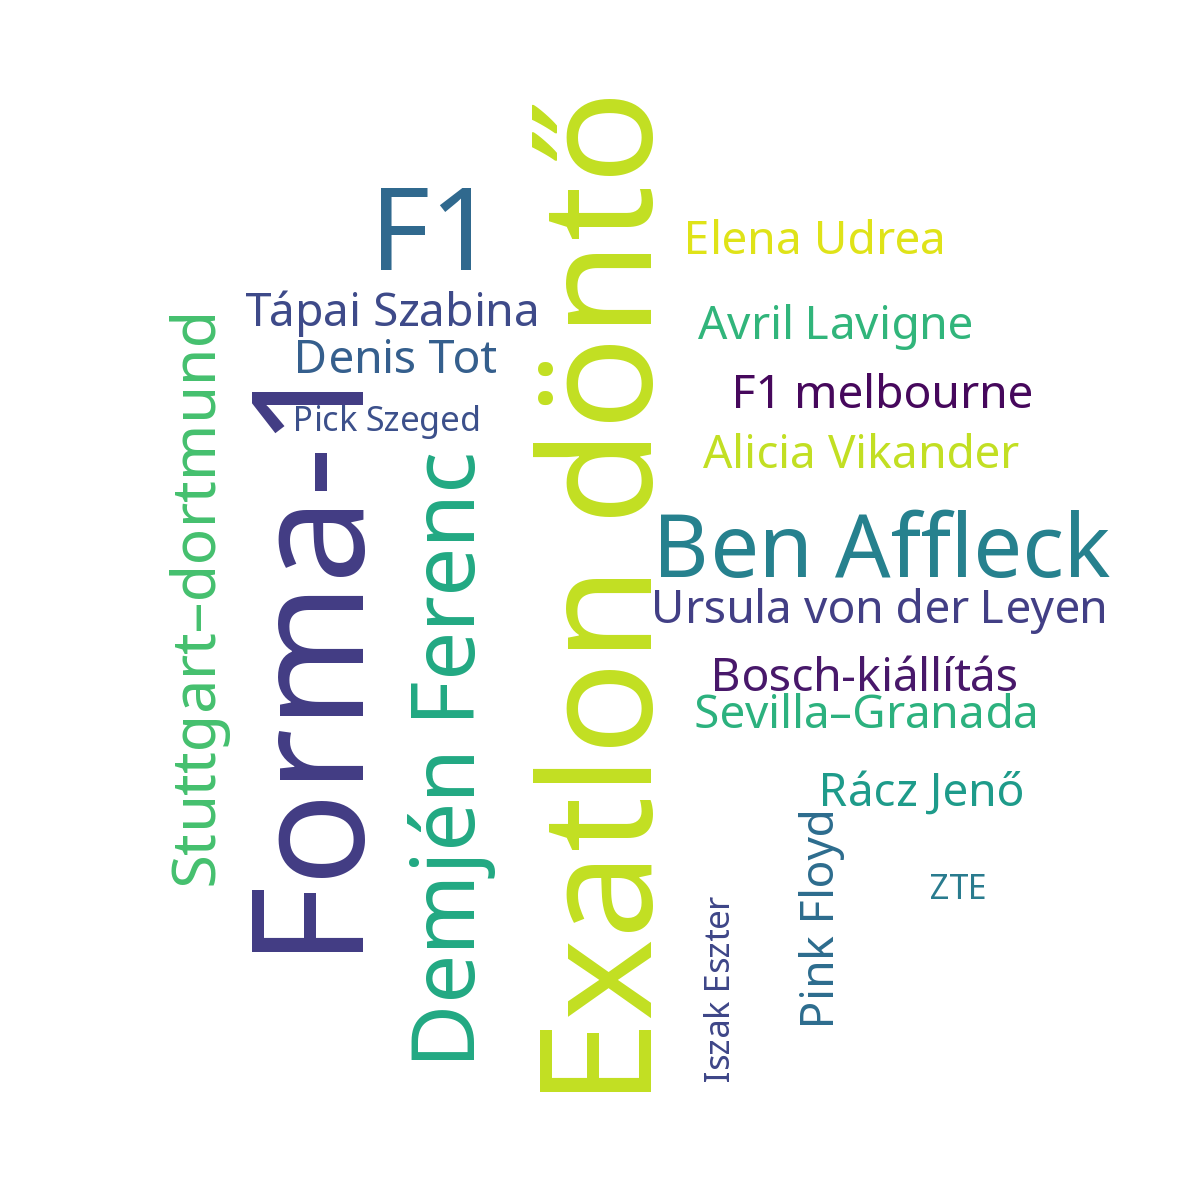 Exatlon döntő
Forma-1
F1
Ben Affleck
Demjén Ferenc
Stuttgart–dortmund
Tápai Szabina
Denis Tot
Pick Szeged
Elena Udrea
Avril Lavigne
F1 melbourne
Alicia Vikander
Ursula von der Leyen
Bosch-kiállítás
Sevilla–Granada
Rácz Jenő
Pink Floyd
ZTE
Iszak Eszter